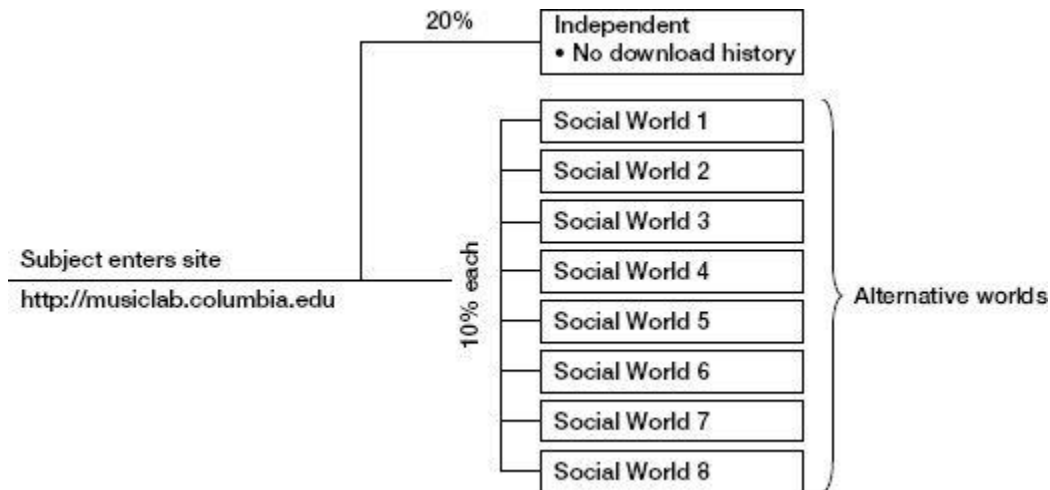 20%
Independent
• No download history
Social World 1
Social World 2
Social World 3
Subject enters site
http://musiclab.columbia.edu
10% each
Social World 4
Social World 5
Social World 6
Social World 7
Social World 8
Alternative worlds